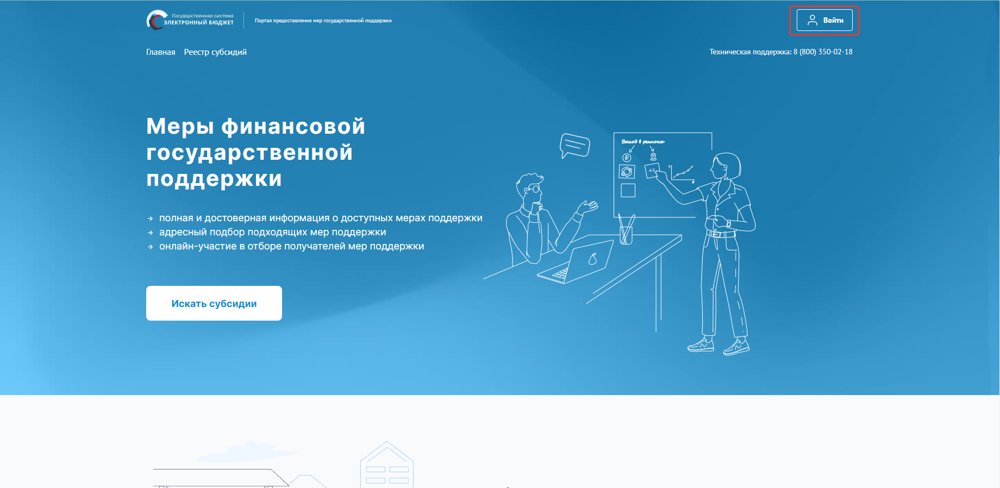 Государственная система
ЭЛЕКТРОННЫЙ БЮДЖЕТ
Портал предоставления мер государственной поддержки
Войти
Главная
Реестр субсидий
Техническая поддержка: 8 (800) 350-02-18
Меры финансовой
государственной
поддержки
→ полная и достоверная информация о доступных мерах поддержки
→ адресный подбор подходящих мер поддержки
→ онлайн-участие в отборе получателей мер поддержки
Искать субсидии
Выход в регионы
₽
42